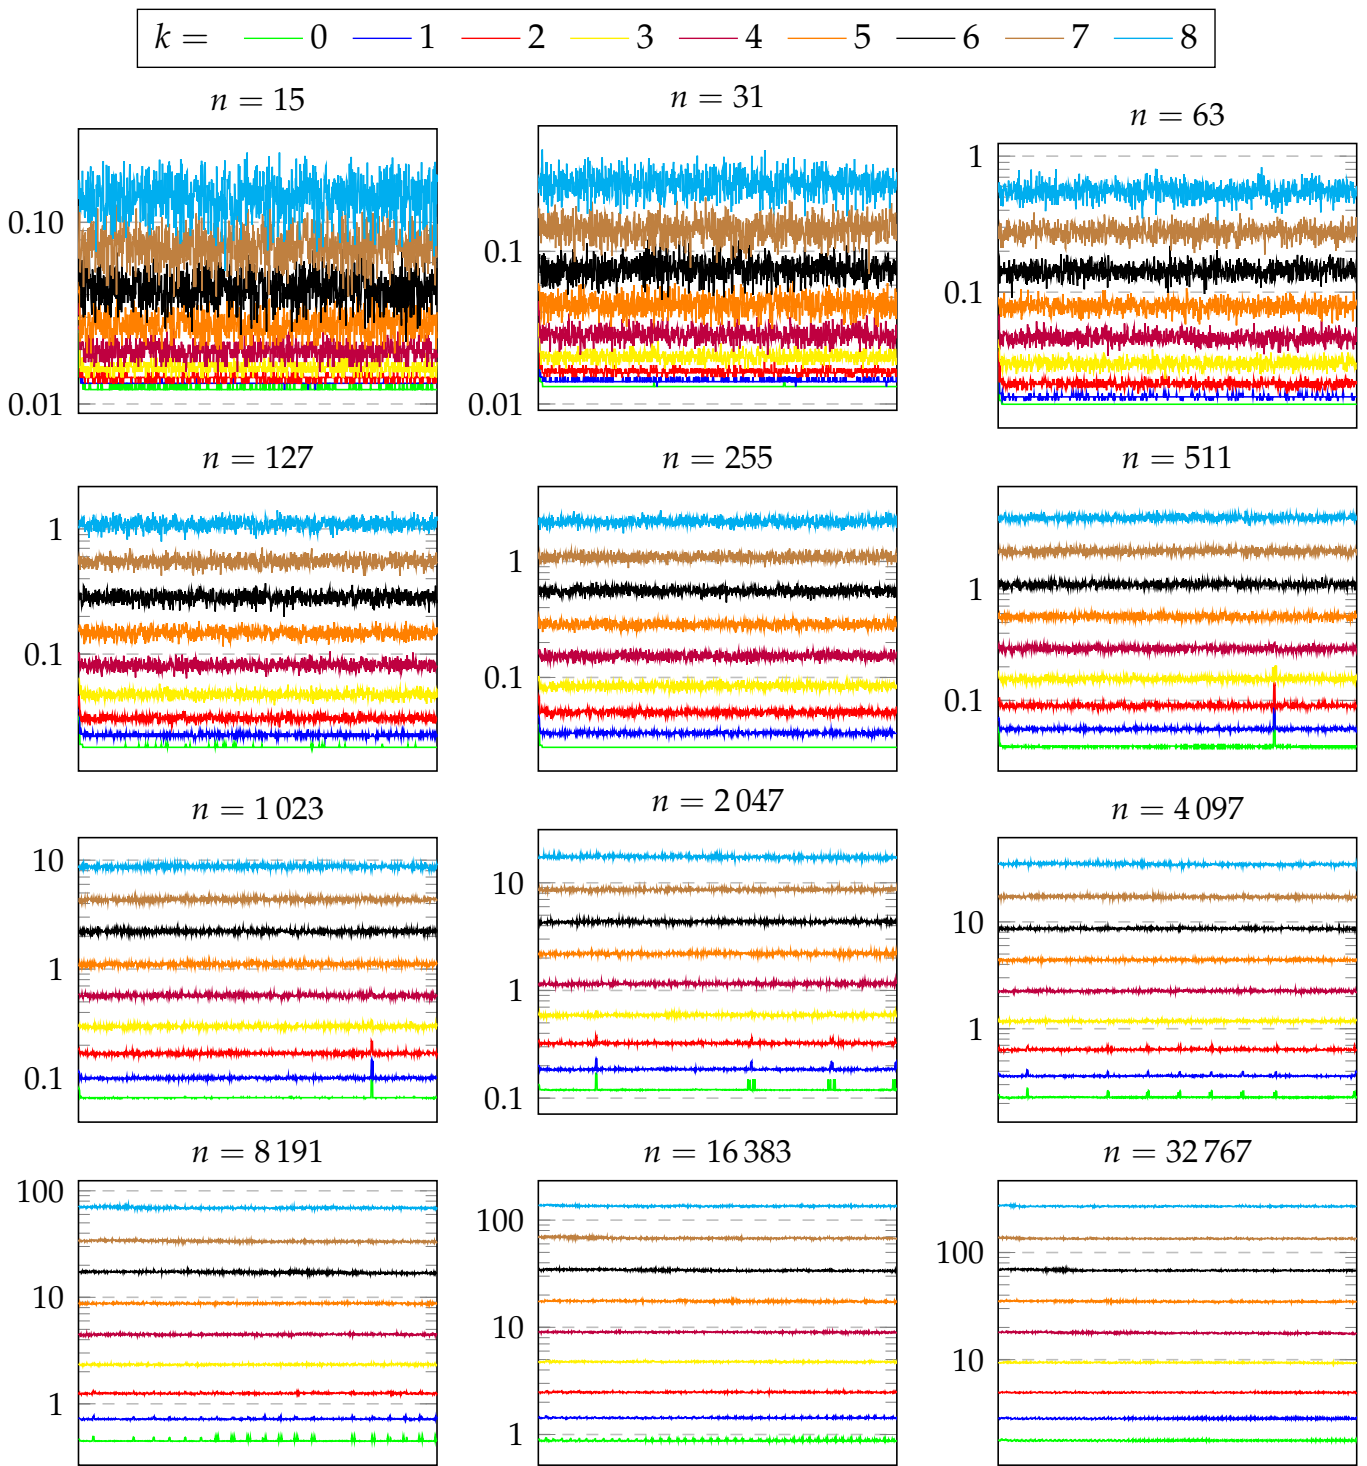 k = 0 1 2 3 4 5 6 7 8
n = 15
0.10
0.01
n = 31
0.1
0.01
n = 63
1
0.1
n = 127
1
0.1
n = 255
1
0.1
n = 511
1
0.1
n = 1 023
10
1
0.1
n = 2 047
10
1
0.1
n = 4 097
10
1
n = 8 191
100
10
1
n = 16 383
100
10
1
n = 32 767
100
10